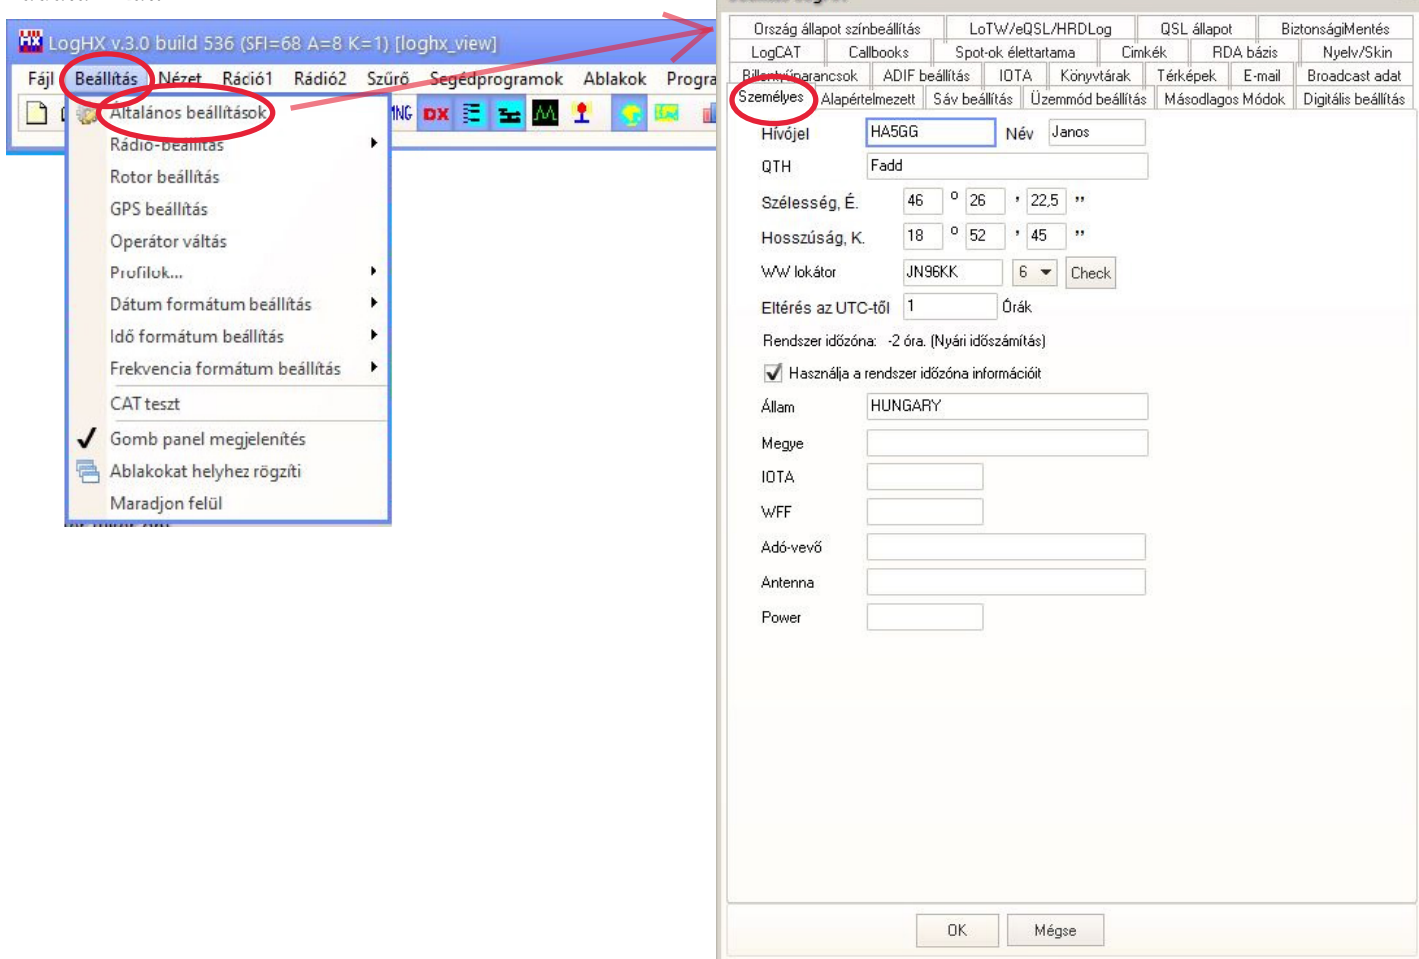 LogHX v.3.0 build 536 (SFI=68 A=8 K=1) [loghx_view]
Fájl Beállítás Nézet Rádió1 Rádió2 Szűrő Segédprogramok Ablakok Progra
DX
Általános beállítások
Rádió-beállítás
Rotor beállítás
GPS beállítás
Operátor váltás
Profilok...
Dátum formátum beállítás
Idő formátum beállítás
Frekvencia formátum beállítás
CAT teszt
Gomb panel megjelenítés
Ablakokat helyhez rögzíti
Maradjon felül
Ország állapot színbeállítás LoTW/eQSL/HRDLog QSL állapot BiztonságiMentés
LogCAT Callbooks Spot-ok élettartama Cimkék RDA bázis Nyelv/Skin
Billentyűparancsok ADIF beállítás IOTA Könyvtárak Térképek E-mail Broadcast adat
Személyes Alapértelmezett Sáv beállítás Üzemmód beállítás Másodlagos Módok Digitális beállítás
Hívójel HA5GG Név Janos
QTH Fadd
Szélesség, É. 46 o 26 ' 22,5 ''
Hosszúság, K. 18 o 52 ' 45 ''
WW lokátor JN96KK 6 Check
Eltérés az UTC-től 1 Órák
Rendszer időzóna: -2 óra. (Nyári időszámítás)
Használja a rendszer időzóna információit
Állam HUNGARY
Megye
IOTA
WFF
Adó-vevő
Antenna
Power
OK Mégse